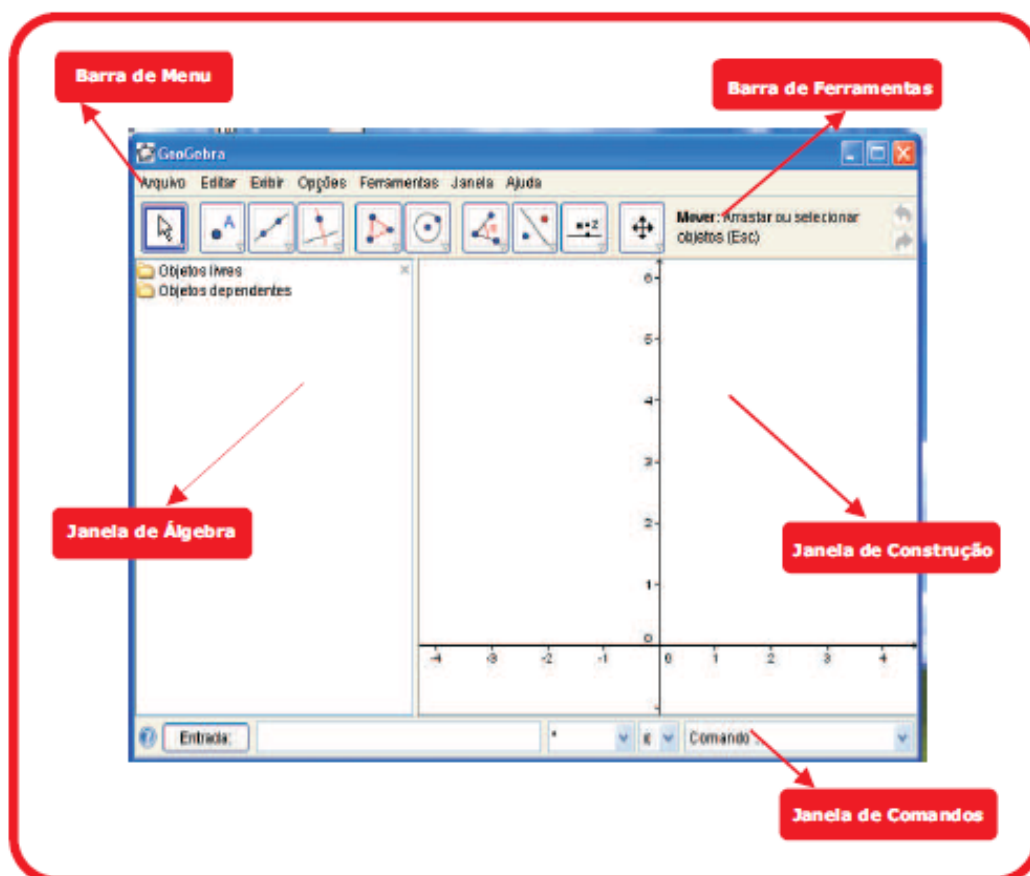 Barra de Menu
Barra de Ferramentas
GeoGebra
Arquivo Editar Exibir Opções Ferramentas Janela Ajuda
A
a=2
Mover: Arrastar ou selecionar
objetos (Esc)
Objetos livres
Objetos dependentes
6
5
4
3
2
1
0
-4 -3 -2 -1 0 1 2 3 4
Janela de Álgebra
Janela de Construção
Entrada:
Comando ...
Janela de Comandos